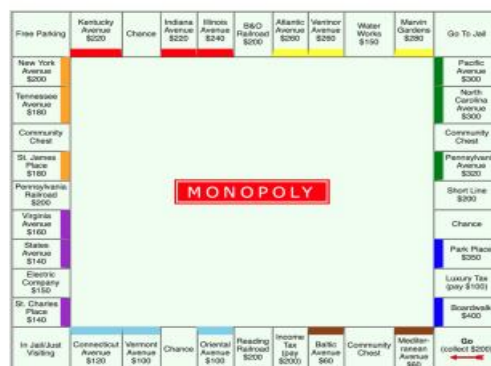 Free Parking
Kentucky
Avenue
$220
Chance
Indiana
Avenue
$220
Illinois
Avenue
$240
B&O
Railroad
$200
Atlantic
Avenue
$260
Ventnor
Avenue
$260
Water
Works
$150
Marvin
Gardens
$280
Go To Jail
New York
Avenue
$200
Tennessee
Avenue
$180
Community
Chest
St. James
Place
$180
Pennsylvania
Railroad
$200
Virginia
Avenue
$160
States
Avenue
$140
Electric
Company
$150
St. Charles
Place
$140
MONOPOLY
Pacific
Avenue
$300
North
Carolina
Avenue
$300
Community
Chest
Pennsylvania
Avenue
$320
Short Line
$200
Chance
Park Place
$350
Luxury Tax
(pay $100)
Boardwalk
$400
In Jail/Just
Visiting
Connecticut
Avenue
$120
Vermont
Avenue
$100
Chance
Oriental
Avenue
$100
Reading
Railroad
$200
Income
Tax
(pay
$200)
Baltic
Avenue
$60
Community
Chest
Mediter-
ranean
Avenue
$60
Go
(collect $200)